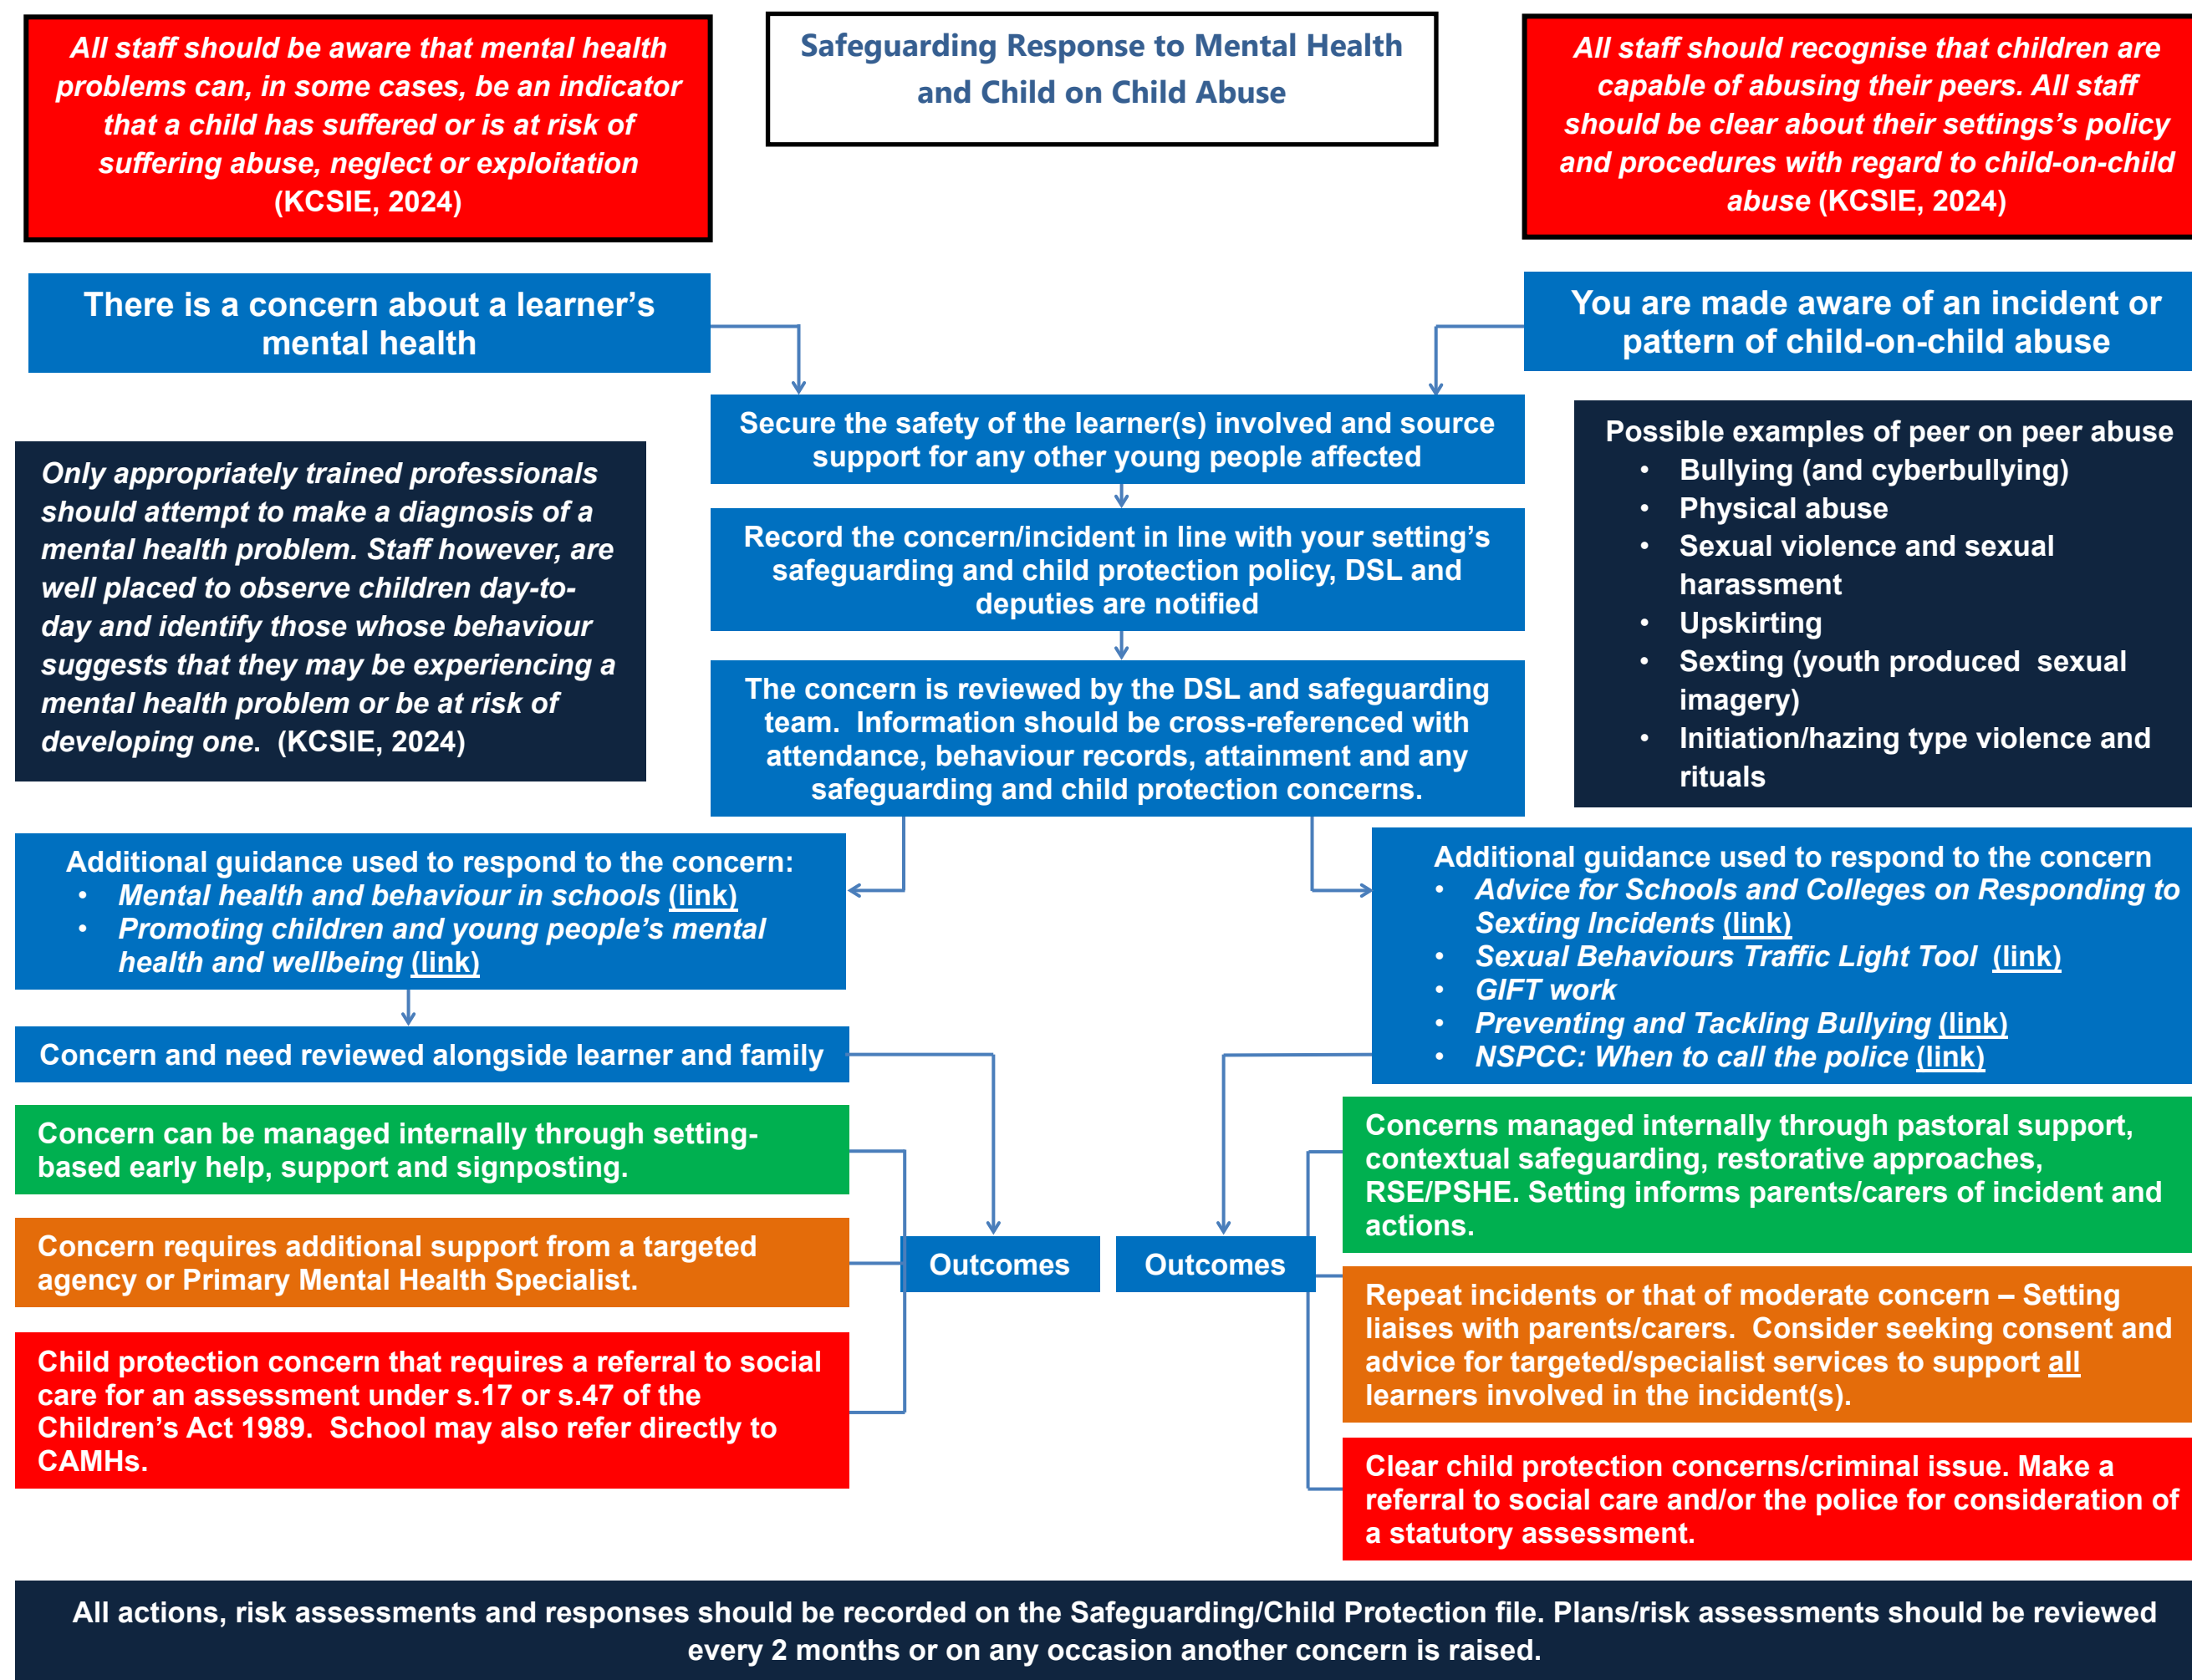 All staff should be aware that mental health
problems can, in some cases, be an indicator
that a child has suffered or is at risk of
suffering abuse, neglect or exploitation
(KCSIE, 2024)
Safeguarding Response to Mental Health
and Child on Child Abuse
All staff should recognise that children are
capable of abusing their peers. All staff
should be clear about their settings’s policy
and procedures with regard to child-on-child
abuse (KCSIE, 2024)
There is a concern about a learner’s
mental health
You are made aware of an incident or
pattern of child-on-child abuse
Secure the safety of the learner(s) involved and source
support for any other young people affected
Record the concern/incident in line with your setting’s
safeguarding and child protection policy, DSL and
deputies are notified
The concern is reviewed by the DSL and safeguarding
team.  Information should be cross-referenced with
attendance, behaviour records, attainment and any
safeguarding and child protection concerns.
Only appropriately trained professionals
should attempt to make a diagnosis of a
mental health problem. Staff however, are
well placed to observe children day-to-
day and identify those whose behaviour
suggests that they may be experiencing a
mental health problem or be at risk of
developing one.  (KCSIE, 2024)
Possible examples of peer on peer abuse
• Bullying (and cyberbullying)
• Physical abuse
• Sexual violence and sexual
harassment
• Upskirting
• Sexting (youth produced  sexual
imagery)
• Initiation/hazing type violence and
rituals
Additional guidance used to respond to the concern:
• Mental health and behaviour in schools (link)
• Promoting children and young people’s mental
health and wellbeing (link)
Concern and need reviewed alongside learner and family
Additional guidance used to respond to the concern
• Advice for Schools and Colleges on Responding to
Sexting Incidents (link)
• Sexual Behaviours Traffic Light Tool  (link)
• GIFT work
• Preventing and Tackling Bullying (link)
• NSPCC: When to call the police (link)
Concern can be managed internally through setting-
based early help, support and signposting.
Concern requires additional support from a targeted
agency or Primary Mental Health Specialist.
Child protection concern that requires a referral to social
care for an assessment under s.17 or s.47 of the
Children’s Act 1989.  School may also refer directly to
CAMHs.
Outcomes
Outcomes
Concerns managed internally through pastoral support,
contextual safeguarding, restorative approaches,
RSE/PSHE. Setting informs parents/carers of incident and
actions.
Repeat incidents or that of moderate concern – Setting
liaises with parents/carers.  Consider seeking consent and
advice for targeted/specialist services to support all
learners involved in the incident(s).
Clear child protection concerns/criminal issue. Make a
referral to social care and/or the police for consideration of
a statutory assessment.
All actions, risk assessments and responses should be recorded on the Safeguarding/Child Protection file. Plans/risk assessments should be reviewed
every 2 months or on any occasion another concern is raised.